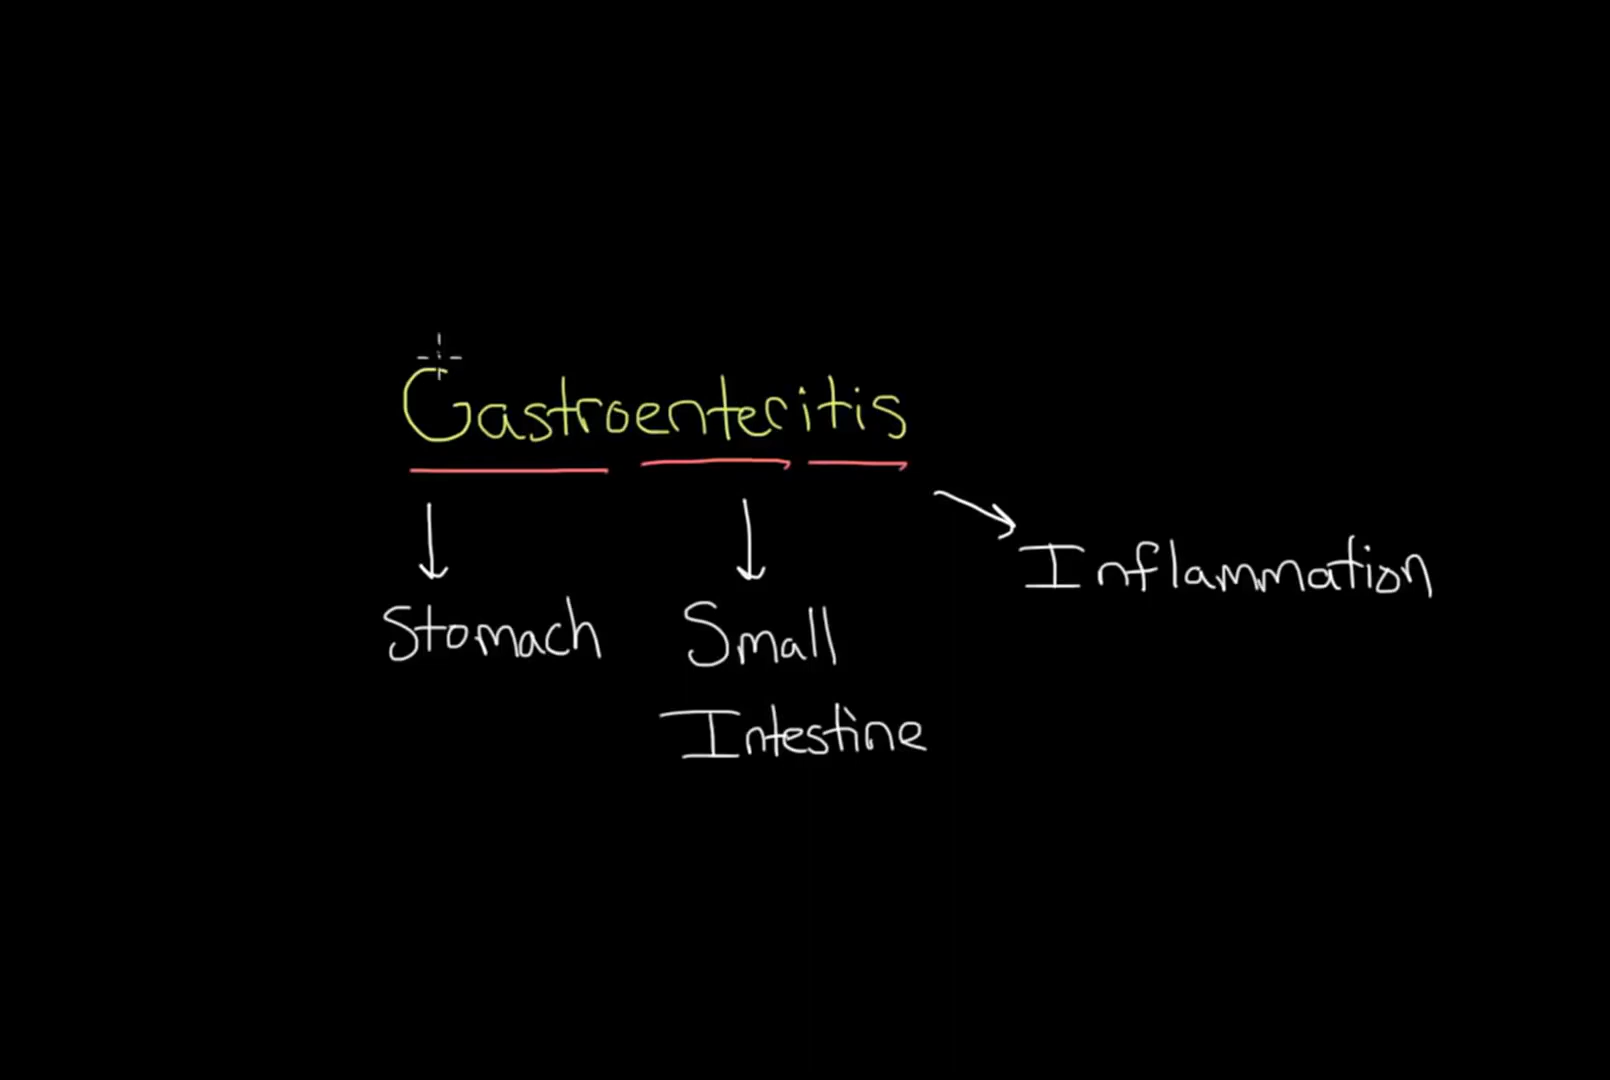 Gastroenteritis
Inflammation
Stomach
Small
Intestine